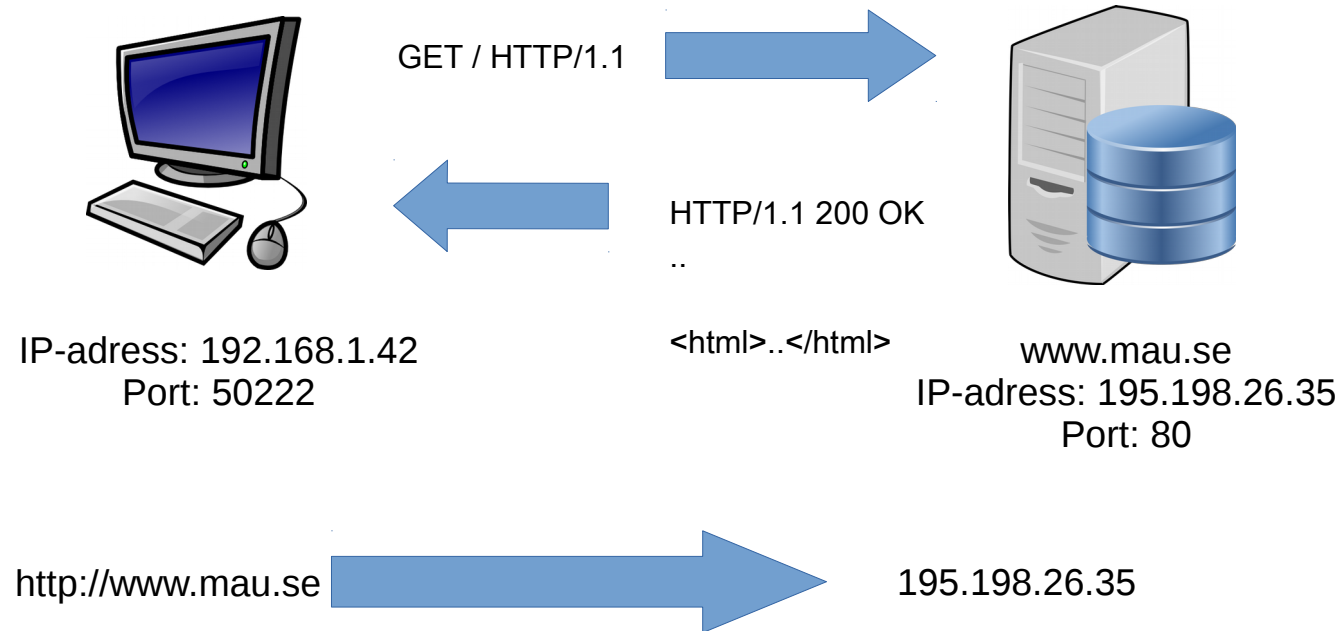 GET / HTTP/1.1
HTTP/1.1 200 OK
..
<html>..</html>
IP-adress: 192.168.1.42
Port: 50222
www.mau.se
IP-adress: 195.198.26.35
Port: 80
http://www.mau.se
195.198.26.35